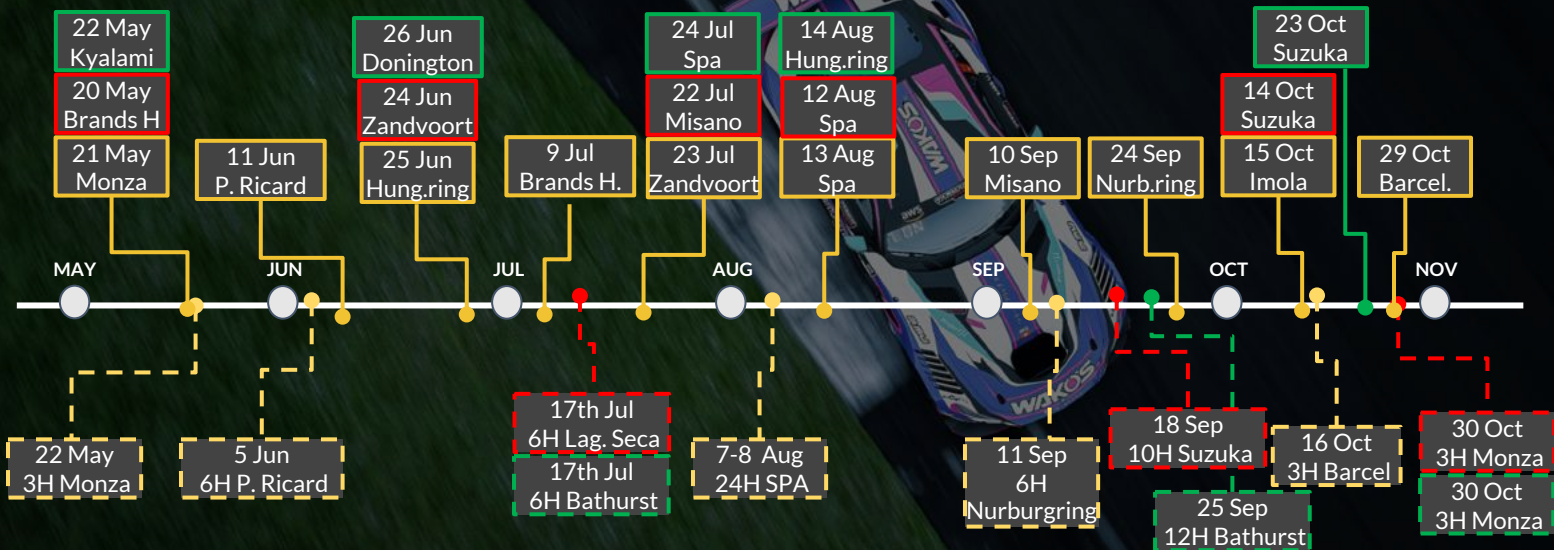 22 May
Kyalami
20 May
Brands H
21 May
Monza
11 Jun
P. Ricard
26 Jun
Donington
24 Jun
Zandvoort
25 Jun
Hung.ring
9 Jul
Brands H.
24 Jul
Spa
22 Jul
Misano
23 Jul
Zandvoort
14 Aug
Hung.ring
12 Aug
Spa
13 Aug
Spa
10 Sep
Misano
24 Sep
Nurb.ring
23 Oct
Suzuka
14 Oct
Suzuka
15 Oct
Imola
29 Oct
Barcel.
MAY
JUN
JUL
AUG
SEP
OCT
NOV
22 May
3H Monza
5 Jun
6H P. Ricard
17th Jul
6H Lag. Seca
17th Jul
6H Bathurst
7-8 Aug
24H SPA
11 Sep
6H
Nurburgring
18 Sep
10H Suzuka
25 Sep
12H Bathurst
16 Oct
3H Barcel
30 Oct
3H Monza
30 Oct
3H Monza
WAKOS
WAKOS